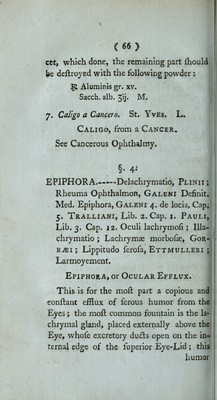 ( 66 )
cet, which done, the remaining part ſhould
be deſtroyed with the following powder :
℞ Aluminis gr. xv.
Sacch. alb. ʒij. M.
7. Caligo a Cancero. St. Yves. L.
Caligo, from a Cancer.
See Cancerous Ophthalmy.
§. 4:
EPIPHORA.-----Delachrymatio, Plinii ;
Rheuma Ophthalmon, Galeni Definit.
Med. Epiphora, Galeni 4. de locis, Cap.
5. Tralliani, Lib. 2. Cap. 1. Pauli,
Lib. 3. Cap. 12. Oculi lachrymoſi ; Illa-
chrymatio ; Lachrymæ morboſæ, Gor-
ræi ; Lippitudo ſeroſa, Ettmulleri ;
Larmoyement.
Epiphora, or Ocular Efflux.
This is for the moſt part a copious and
conſtant efflux of ſerous humor from the
Eyes ; the moſt common fountain is the la-
chrymal gland, placed externally above the
Eye, whoſe excretory ducts open on the in-
ternal edge of the ſuperior Eye-Lid ; this
humor